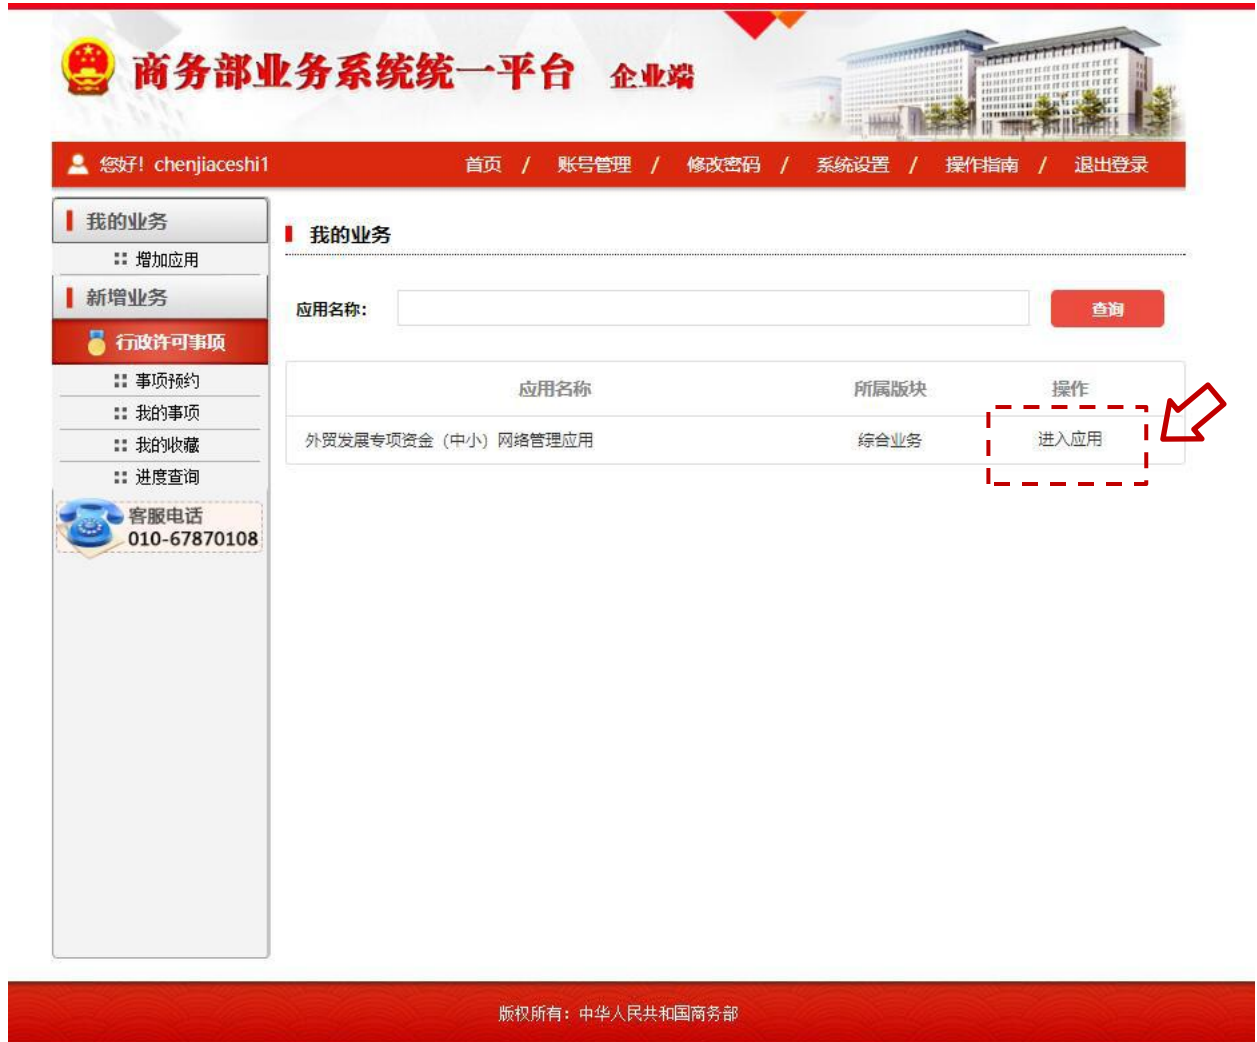 商务部业务系统统一平台 企业端
您好！chenjiaceshi1 首页 / 账号管理 / 修改密码 / 系统设置 / 操作指南 / 退出登录
我的业务
增加应用
新增业务
行政许可事项
事项预约
我的事项
我的收藏
进度查询
客服电话
010-67870108
我的业务
应用名称： 查询
应用名称 所属版块 操作
外贸发展专项资金（中小）网络管理应用 综合业务 进入应用
版权所有：中华人民共和国商务部